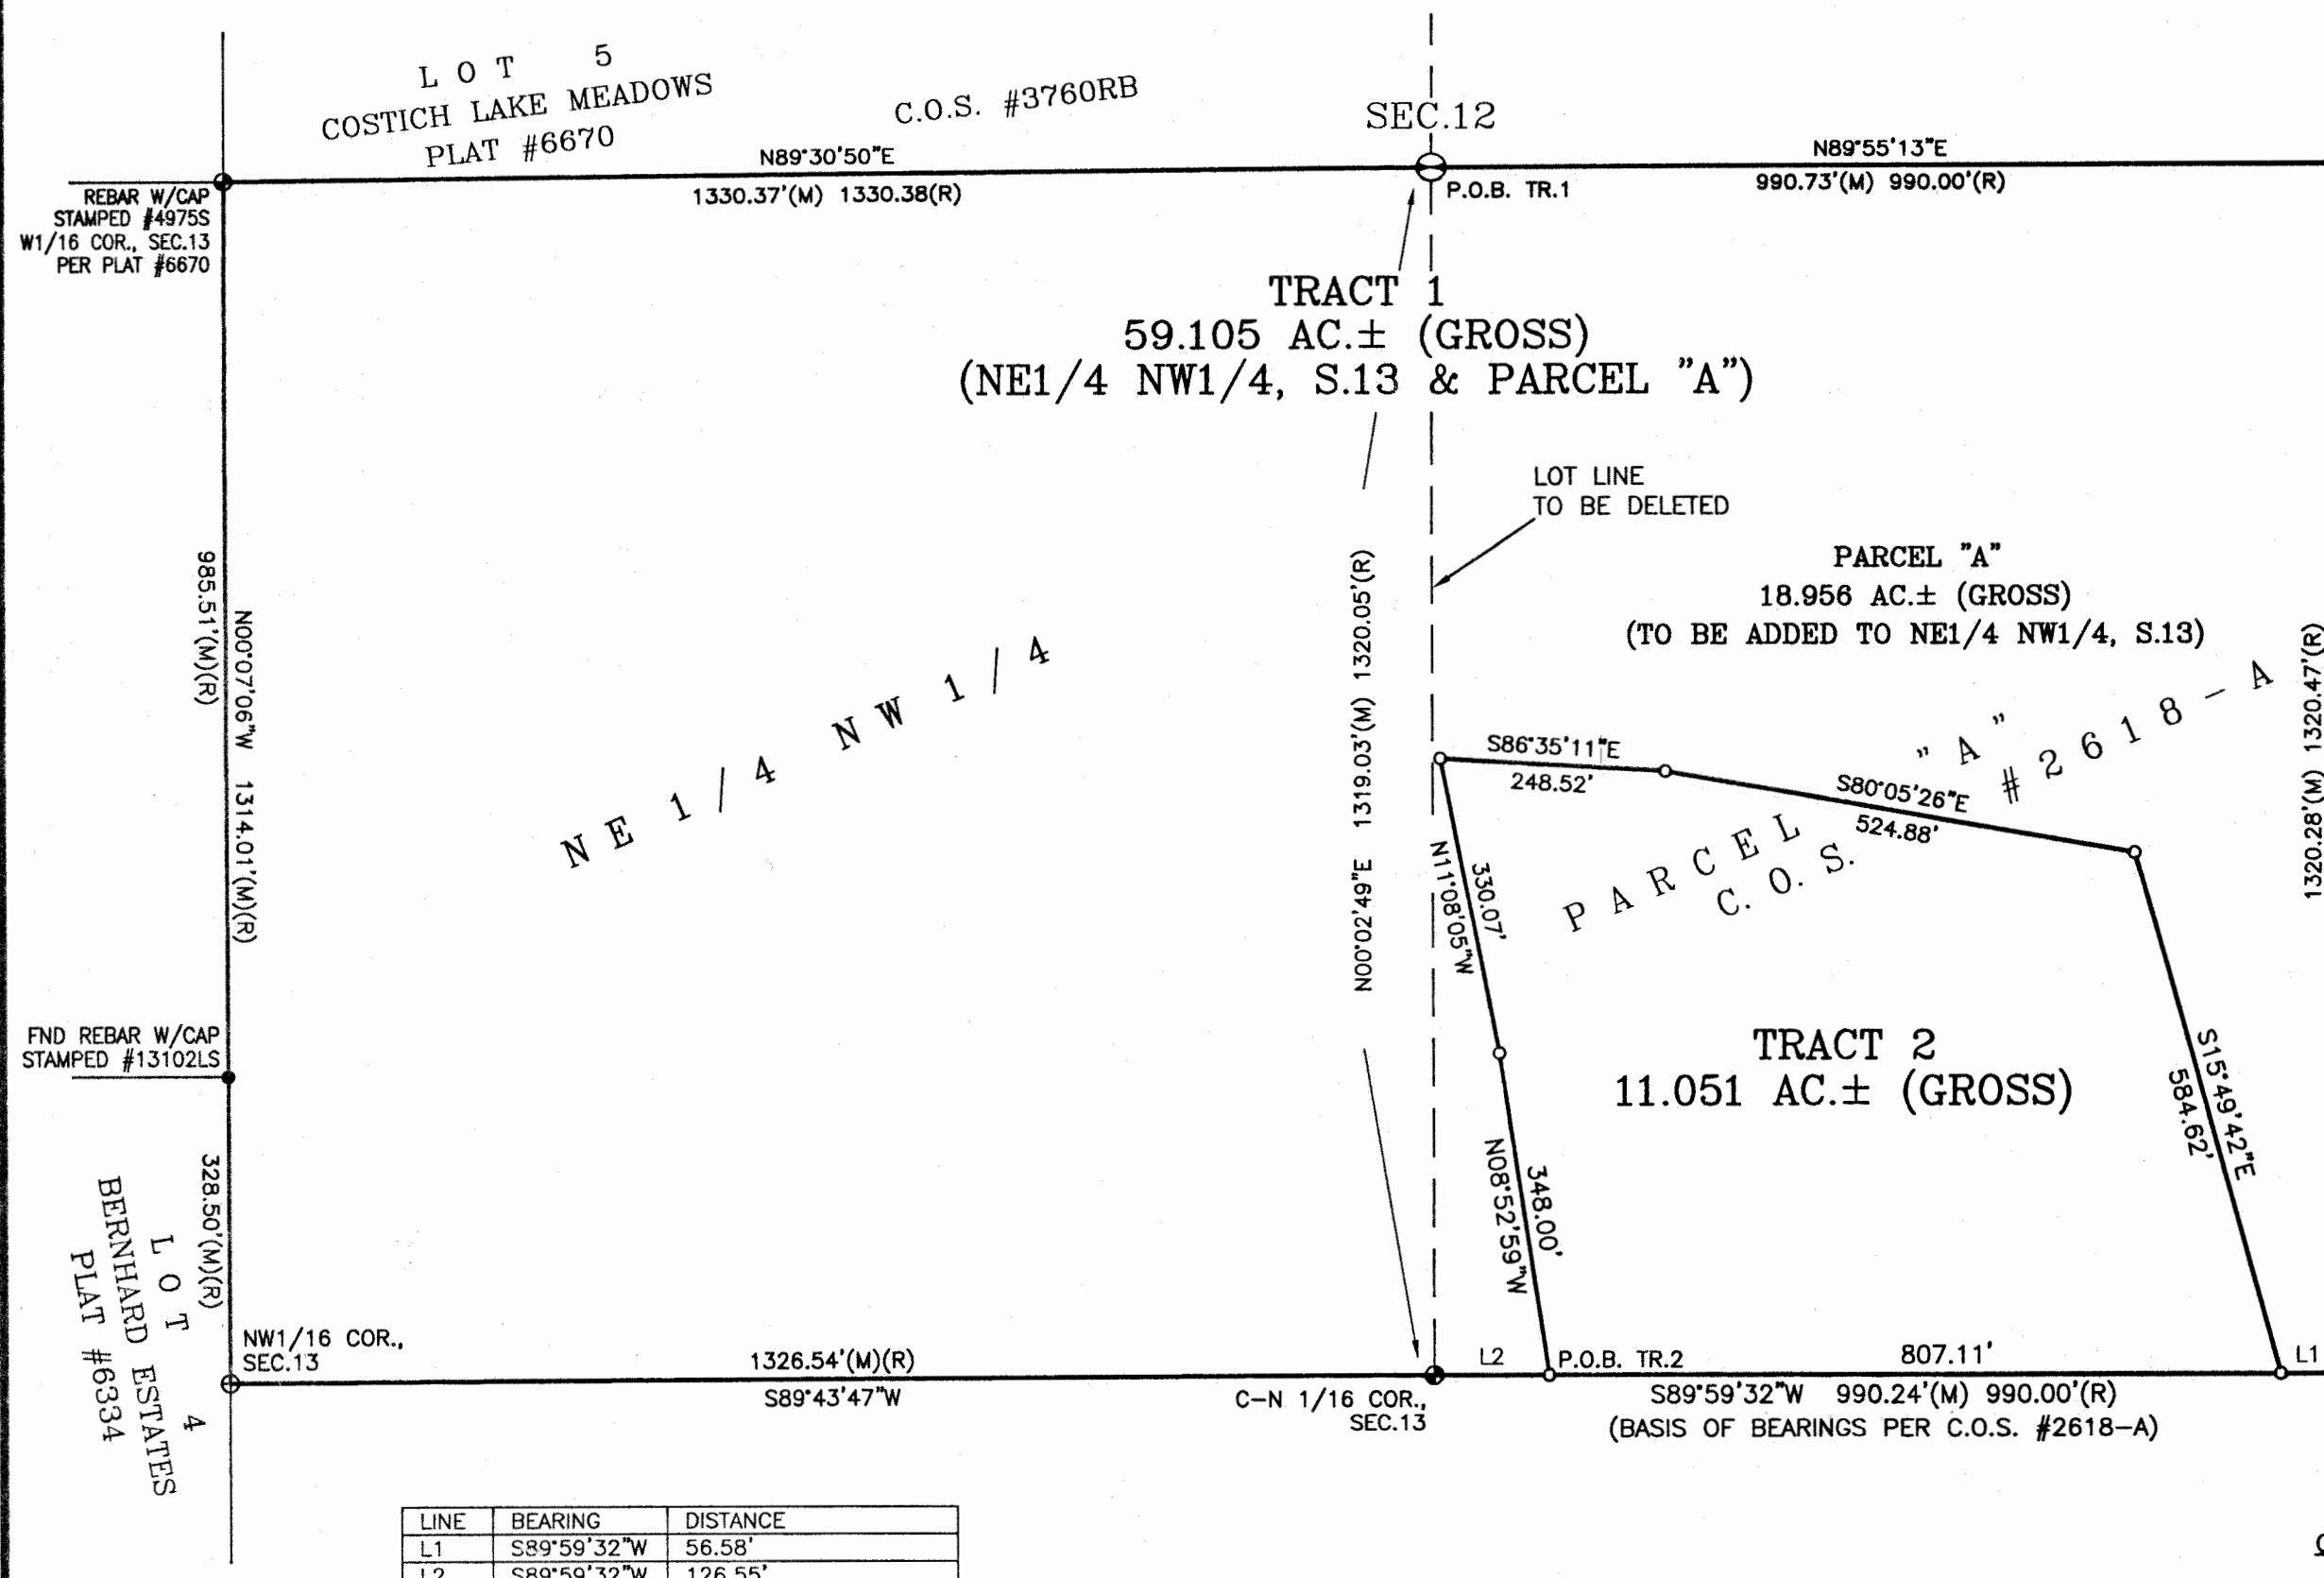 LOT 5
COSTICH LAKE MEADOWS
PLAT #6670
C.O.S. #3760RB
SEC.12
N89°30'50"E
1330.37'(M) 1330.38(R)
P.O.B. TR.1
N89°55'13"E
990.73'(M) 990.00'(R)
REBAR W/CAP
STAMPED #4975S
W1/16 COR., SEC.13
PER PLAT #6670
TRACT 1
59.105 AC.± (GROSS)
(NE1/4 NW1/4, S.13 & PARCEL "A")
LOT LINE
TO BE DELETED
PARCEL "A"
18.956 AC.± (GROSS)
(TO BE ADDED TO NE1/4 NW1/4, S.13)
985.51'(M)(R)
N00°07'06"W 1314.01'(M)(R)
NE 1/4 NW 1/4
N00°02'49"E 1319.03'(M) 1320.05'(R)
1320.28'(M) 1320.47'(R)
S86°35'11"E
248.52'
S80°05'26"E
524.88'
PARCEL "A"
C.O.S. #2618-A
N11°08'05"W
330.07'
FND REBAR W/CAP
STAMPED #13102LS
TRACT 2
11.051 AC.± (GROSS)
S15°49'42"E
584.62'
N08°52'59"W
348.00'
328.50'(M)(R)
LOT 4
BERNHARD ESTATES
PLAT #6334
NW1/16 COR.,
SEC.13
1326.54'(M)(R)
S89°43'47"W
C-N 1/16 COR.,
SEC.13
L2
P.O.B. TR.2
807.11'
L1
S89°59'32"W 990.24'(M) 990.00'(R)
(BASIS OF BEARINGS PER C.O.S. #2618-A)
LINE BEARING DISTANCE
L1 S89°59'32"W 56.58'
L2 S89°59'32"W 126.55'